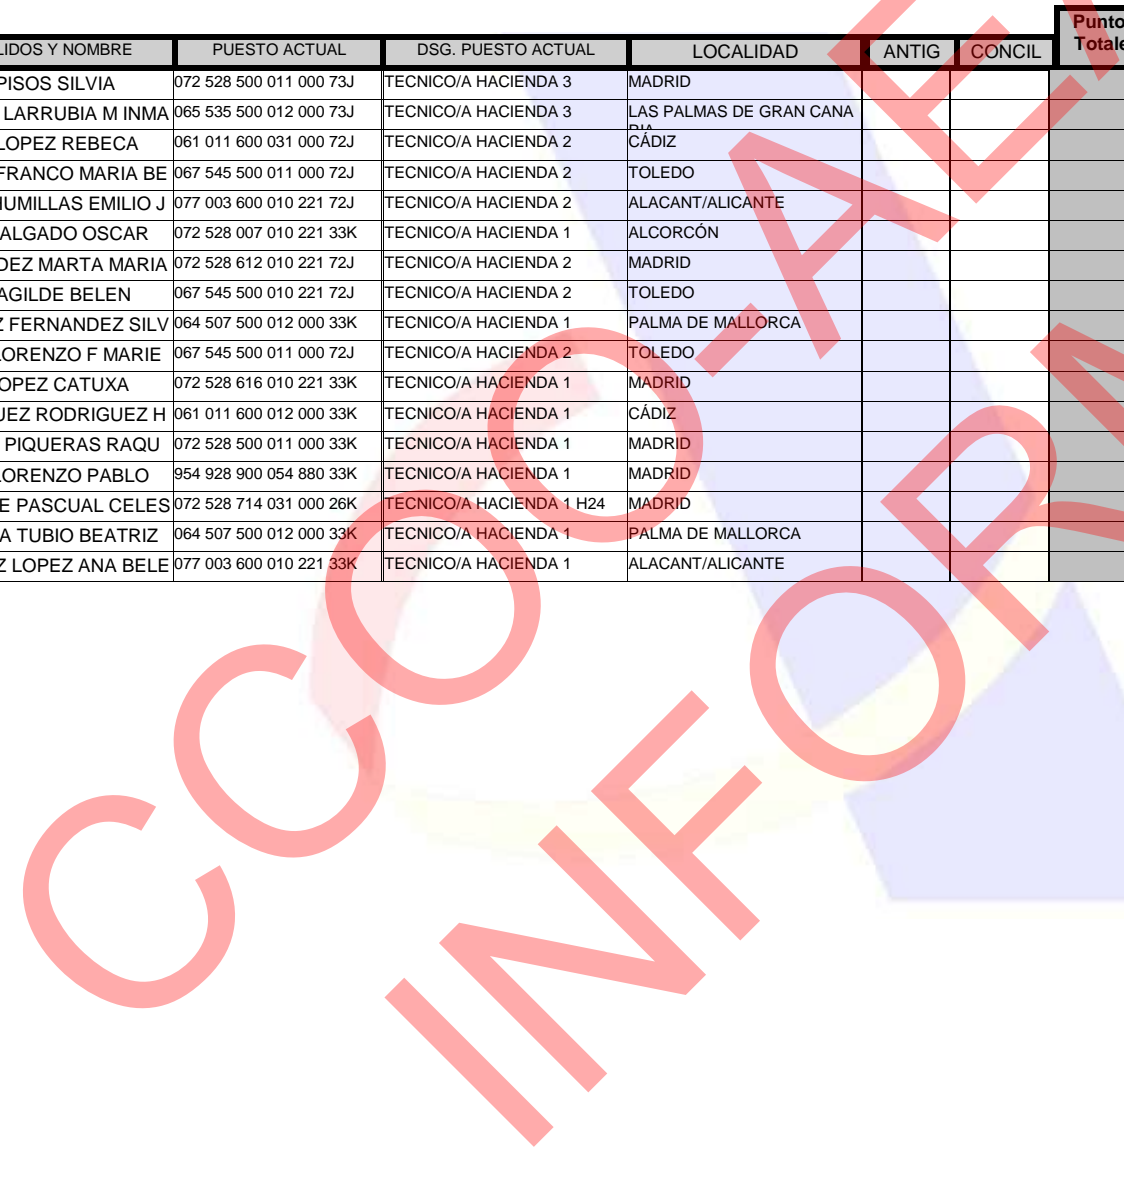 Punto
Totale
LIDOS Y NOMBRE PUESTO ACTUAL DSG. PUESTO ACTUAL LOCALIDAD ANTIG CONCIL
PISOS SILVIA 072 528 500 011 000 73J TECNICO/A HACIENDA 3 MADRID
LARRUBIA M INMA 065 535 500 012 000 73J TECNICO/A HACIENDA 3 LAS PALMAS DE GRAN CANA
RIA
LOPEZ REBECA 061 011 600 031 000 72J TECNICO/A HACIENDA 2 CÁDIZ
FRANCO MARIA BE 067 545 500 011 000 72J TECNICO/A HACIENDA 2 TOLEDO
HUMILLAS EMILIO J 077 003 600 010 221 72J TECNICO/A HACIENDA 2 ALACANT/ALICANTE
ALGADO OSCAR 072 528 007 010 221 33K TECNICO/A HACIENDA 1 ALCORCÓN
DEZ MARTA MARIA 072 528 612 010 221 72J TECNICO/A HACIENDA 2 MADRID
AGILDE BELEN 067 545 500 010 221 72J TECNICO/A HACIENDA 2 TOLEDO
Z FERNANDEZ SILV 064 507 500 012 000 33K TECNICO/A HACIENDA 1 PALMA DE MALLORCA
LORENZO F MARIE 067 545 500 011 000 72J TECNICO/A HACIENDA 2 TOLEDO
OPEZ CATUXA 072 528 616 010 221 33K TECNICO/A HACIENDA 1 MADRID
UEZ RODRIGUEZ H 061 011 600 012 000 33K TECNICO/A HACIENDA 1 CÁDIZ
PIQUERAS RAQU 072 528 500 011 000 33K TECNICO/A HACIENDA 1 MADRID
LORENZO PABLO 954 928 900 054 880 33K TECNICO/A HACIENDA 1 MADRID
E PASCUAL CELES 072 528 714 031 000 26K TECNICO/A HACIENDA 1 H24 MADRID
A TUBIO BEATRIZ 064 507 500 012 000 33K TECNICO/A HACIENDA 1 PALMA DE MALLORCA
Z LOPEZ ANA BELE 077 003 600 010 221 33K TECNICO/A HACIENDA 1 ALACANT/ALICANTE
CCOO-AEA
INFORM